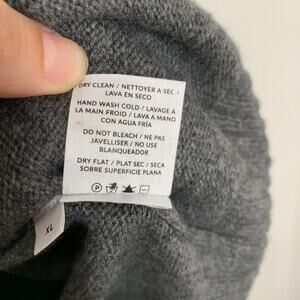 DRY CLEAN / NETTOYER A SEC /
LAVA EN SECO
HAND WASH COLD / LAVAGE À
LA MAIN FROID / LAVA A MANO
CON AGUA FRÍA
DO NOT BLEACH / NE PAS
JAVELLISER / NO USE
BLANQUEADOR
DRY FLAT / PLAT SEC / SECA
SOBRE SUPERFICIE PLANA
P
XL